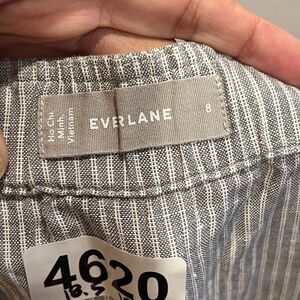 Ho Chi
Minh,
Vietnam
EVERLANE
8
4620